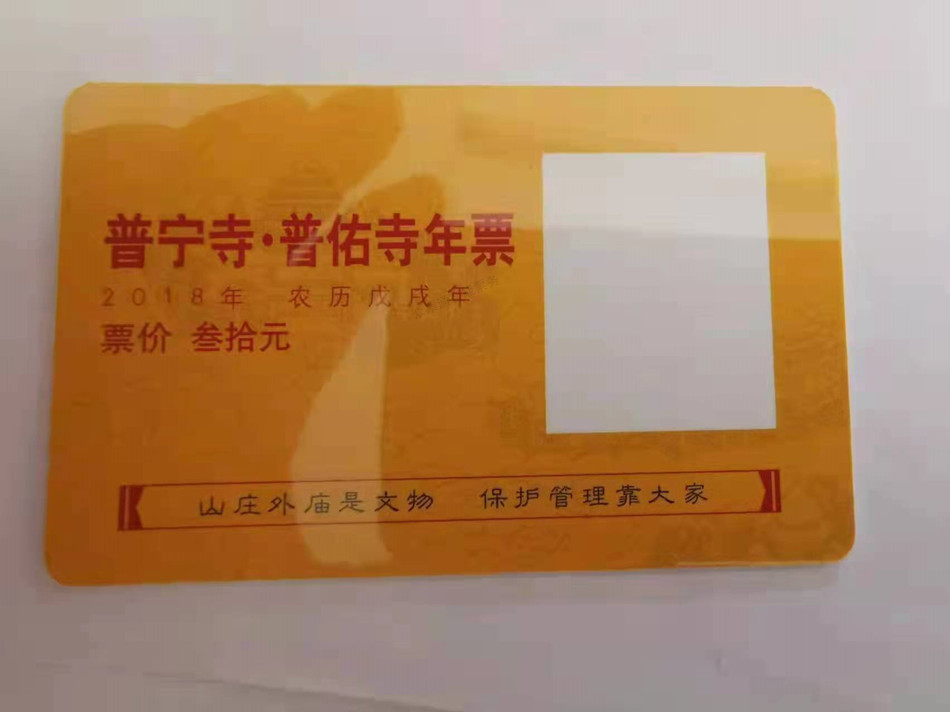 普宁寺·普佑寺年票
2018年 农历戊戌年
票价 叁拾元
山庄外庙是文物 保护管理靠大家